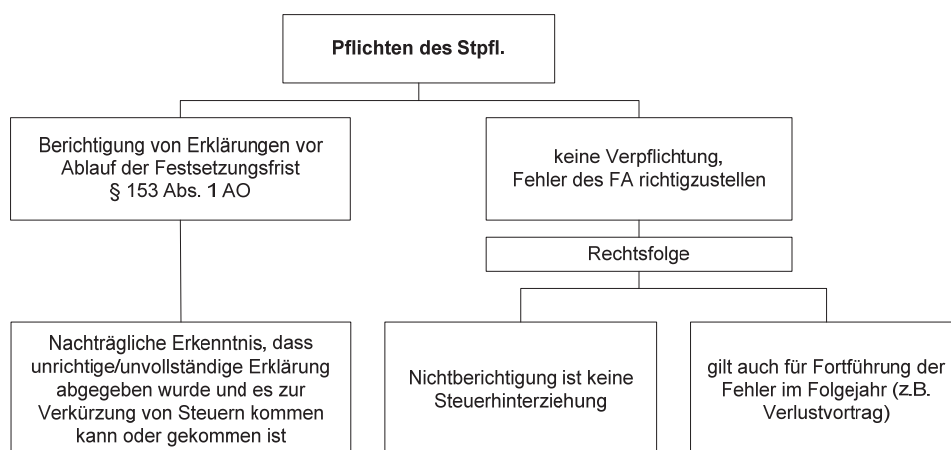 Pflichten des Stpfl.
Berichtigung von Erklärungen vor
Ablauf der Festsetzungsfrist
§ 153 Abs. 1 AO
keine Verpflichtung,
Fehler des FA richtigzustellen
Rechtsfolge
Nachträgliche Erkenntnis, dass
unrichtige/unvollständige Erklärung
abgegeben wurde und es zur
Verkürzung von Steuern kommen
kann oder gekommen ist
Nichtberichtigung ist keine
Steuerhinterziehung
gilt auch für Fortführung der
Fehler im Folgejahr (z.B.
Verlustvortrag)